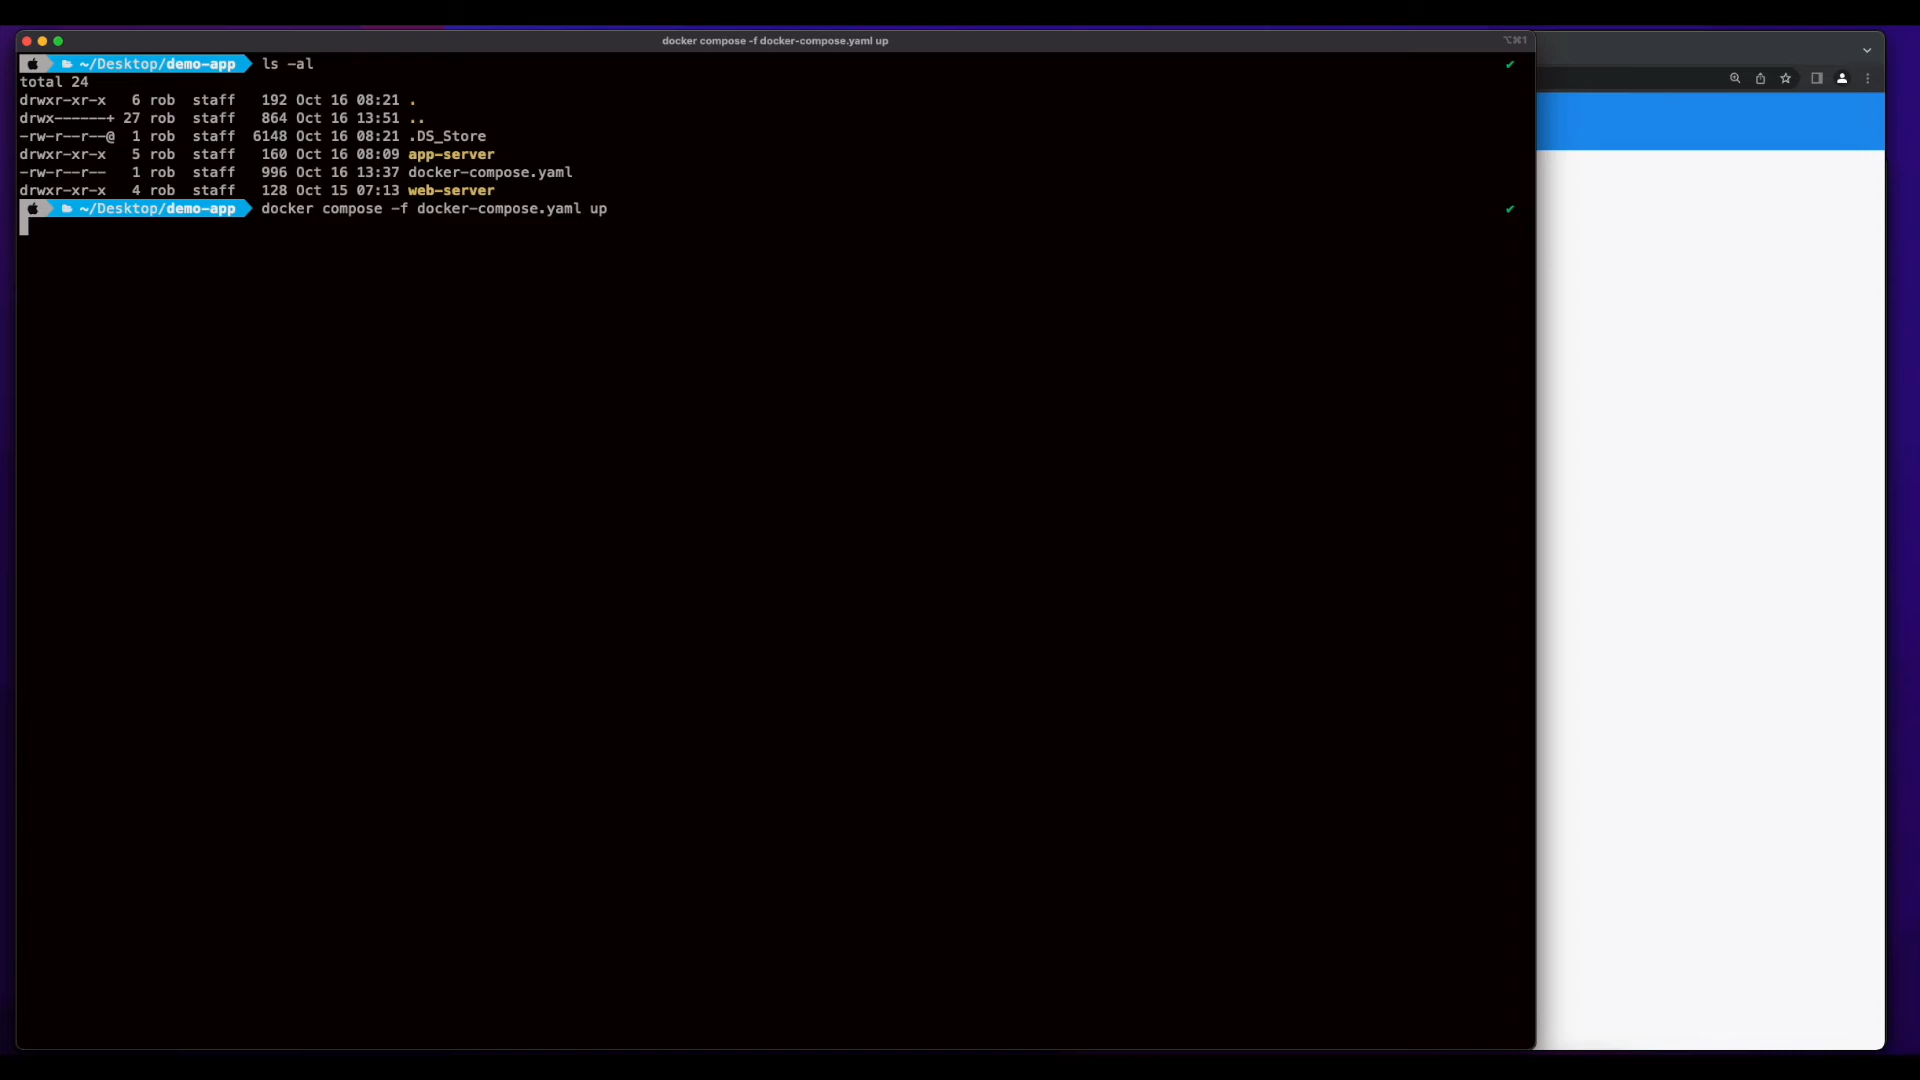 docker compose -f docker-compose.yaml up
⌥⌘1
~/Desktop/demo-app ls -al
total 24
drwxr-xr-x 6 rob staff 192 Oct 16 08:21 .
drwx------+ 27 rob staff 864 Oct 16 13:51 ..
-rw-r--r--@ 1 rob staff 6148 Oct 16 08:21 .DS_Store
drwxr-xr-x 5 rob staff 160 Oct 16 08:09 app-server
-rw-r--r-- 1 rob staff 996 Oct 16 13:37 docker-compose.yaml
drwxr-xr-x 4 rob staff 128 Oct 15 07:13 web-server
~/Desktop/demo-app docker compose -f docker-compose.yaml up